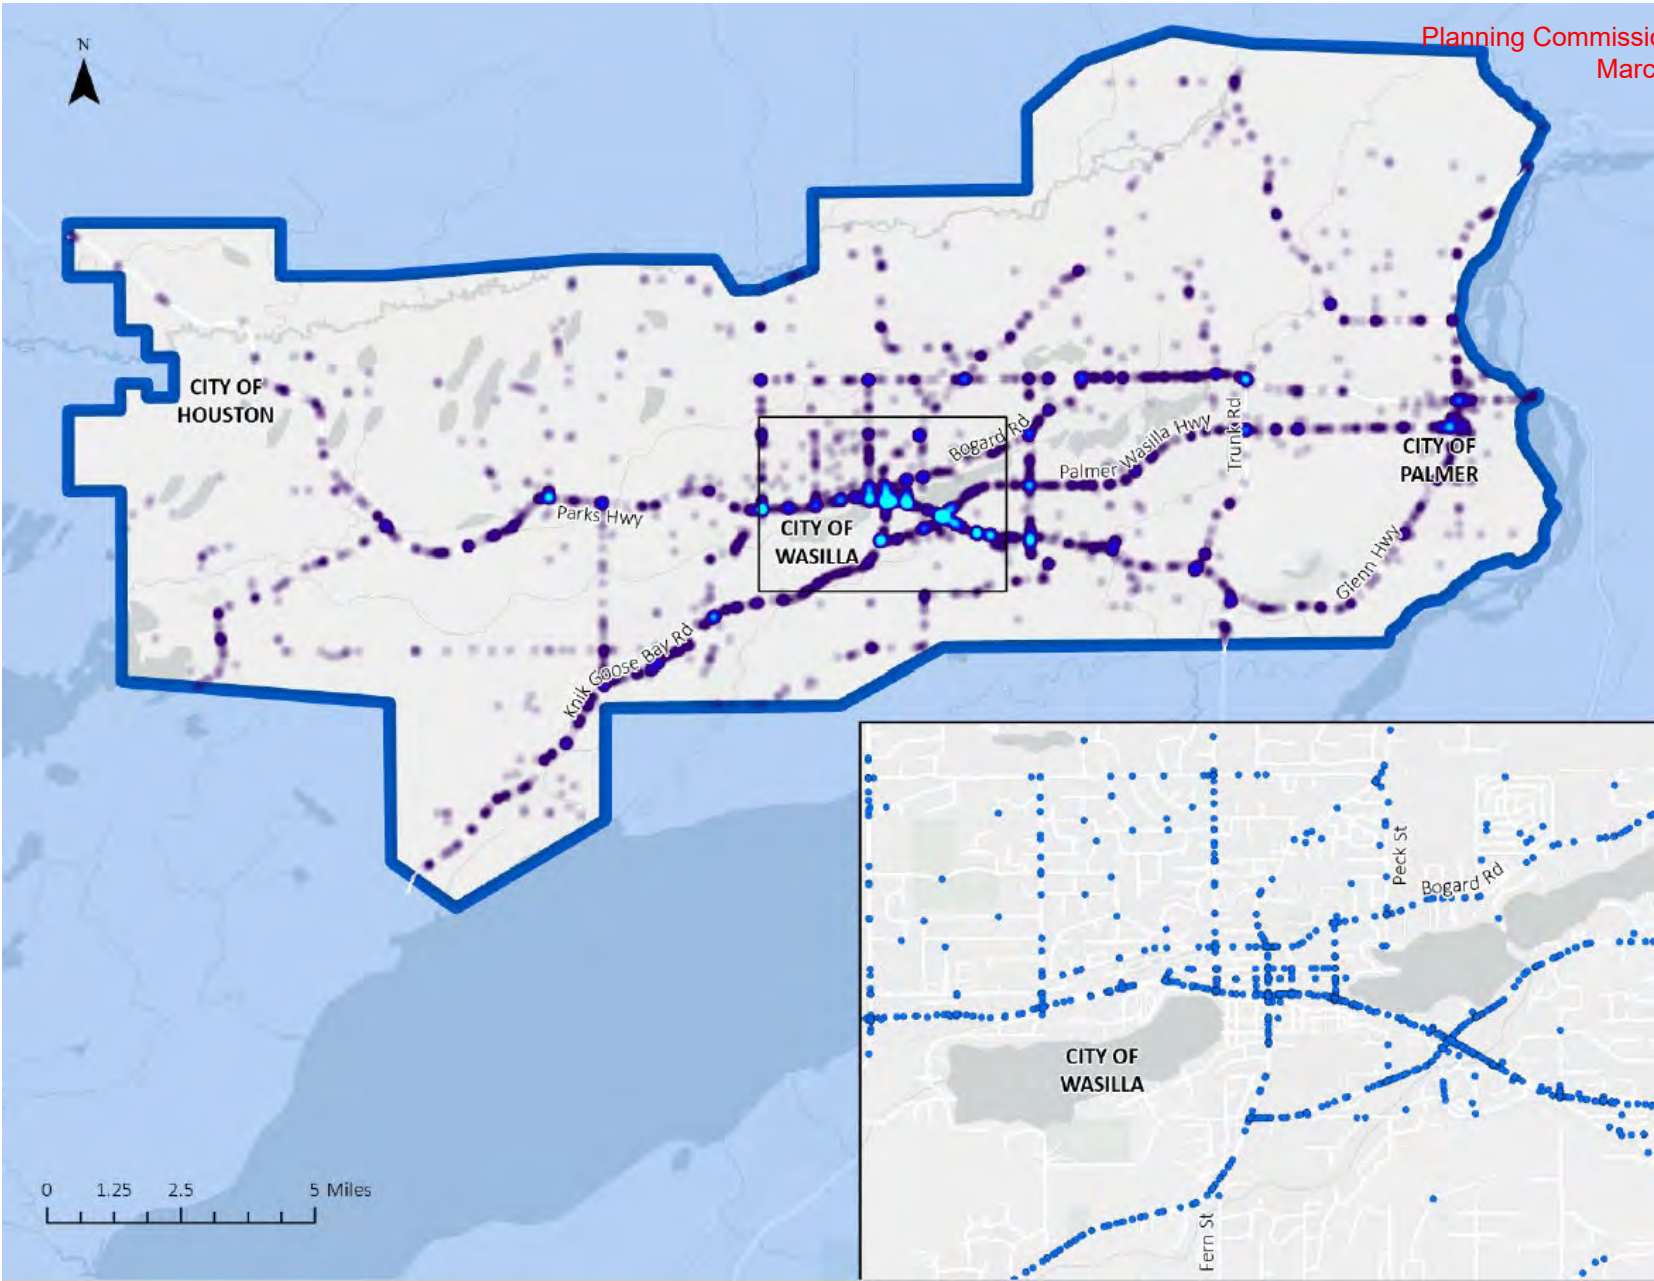 Planning Commissio
Marc
N
CITY OF
HOUSTON
Bogard Rd
Palmer Wasilla Hwy
Trunk Rd
CITY OF
PALMER
Parks Hwy
CITY OF
WASILLA
Glenn Hwy
Knik Goose Bay Rd
Peck St
Bogard Rd
CITY OF
WASILLA
Fern St
0 1.25 2.5 5 Miles